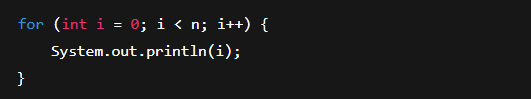 for (int i = 0; i < n; i++) {
    System.out.println(i);
}